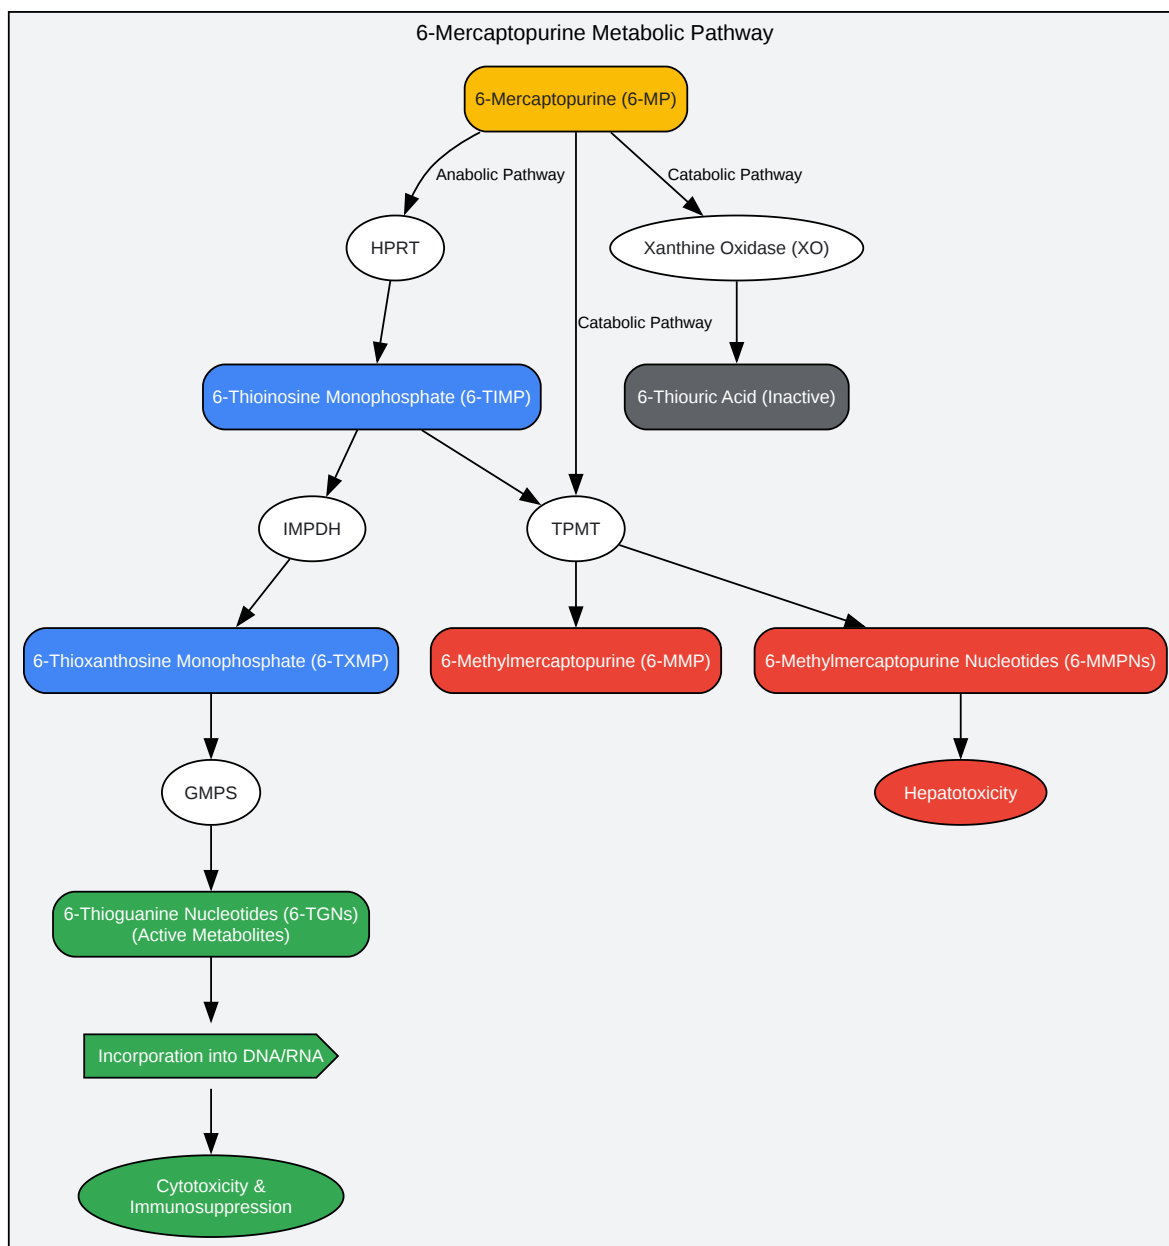 6-Mercaptopurine Metabolic Pathway
6-Mercaptopurine (6-MP)
Anabolic Pathway
Catabolic Pathway
HPRT
Xanthine Oxidase (XO)
Catabolic Pathway
6-Thioinosine Monophosphate (6-TIMP)
6-Thiouric Acid (Inactive)
IMPDH
TPMT
6-Thioxanthosine Monophosphate (6-TXMP)
6-Methylmercaptopurine (6-MMP)
6-Methylmercaptopurine Nucleotides (6-MMPNs)
GMPS
Hepatotoxicity
6-Thioguanine Nucleotides (6-TGNs)
(Active Metabolites)
Incorporation into DNA/RNA
Cytotoxicity &
Immunosuppression